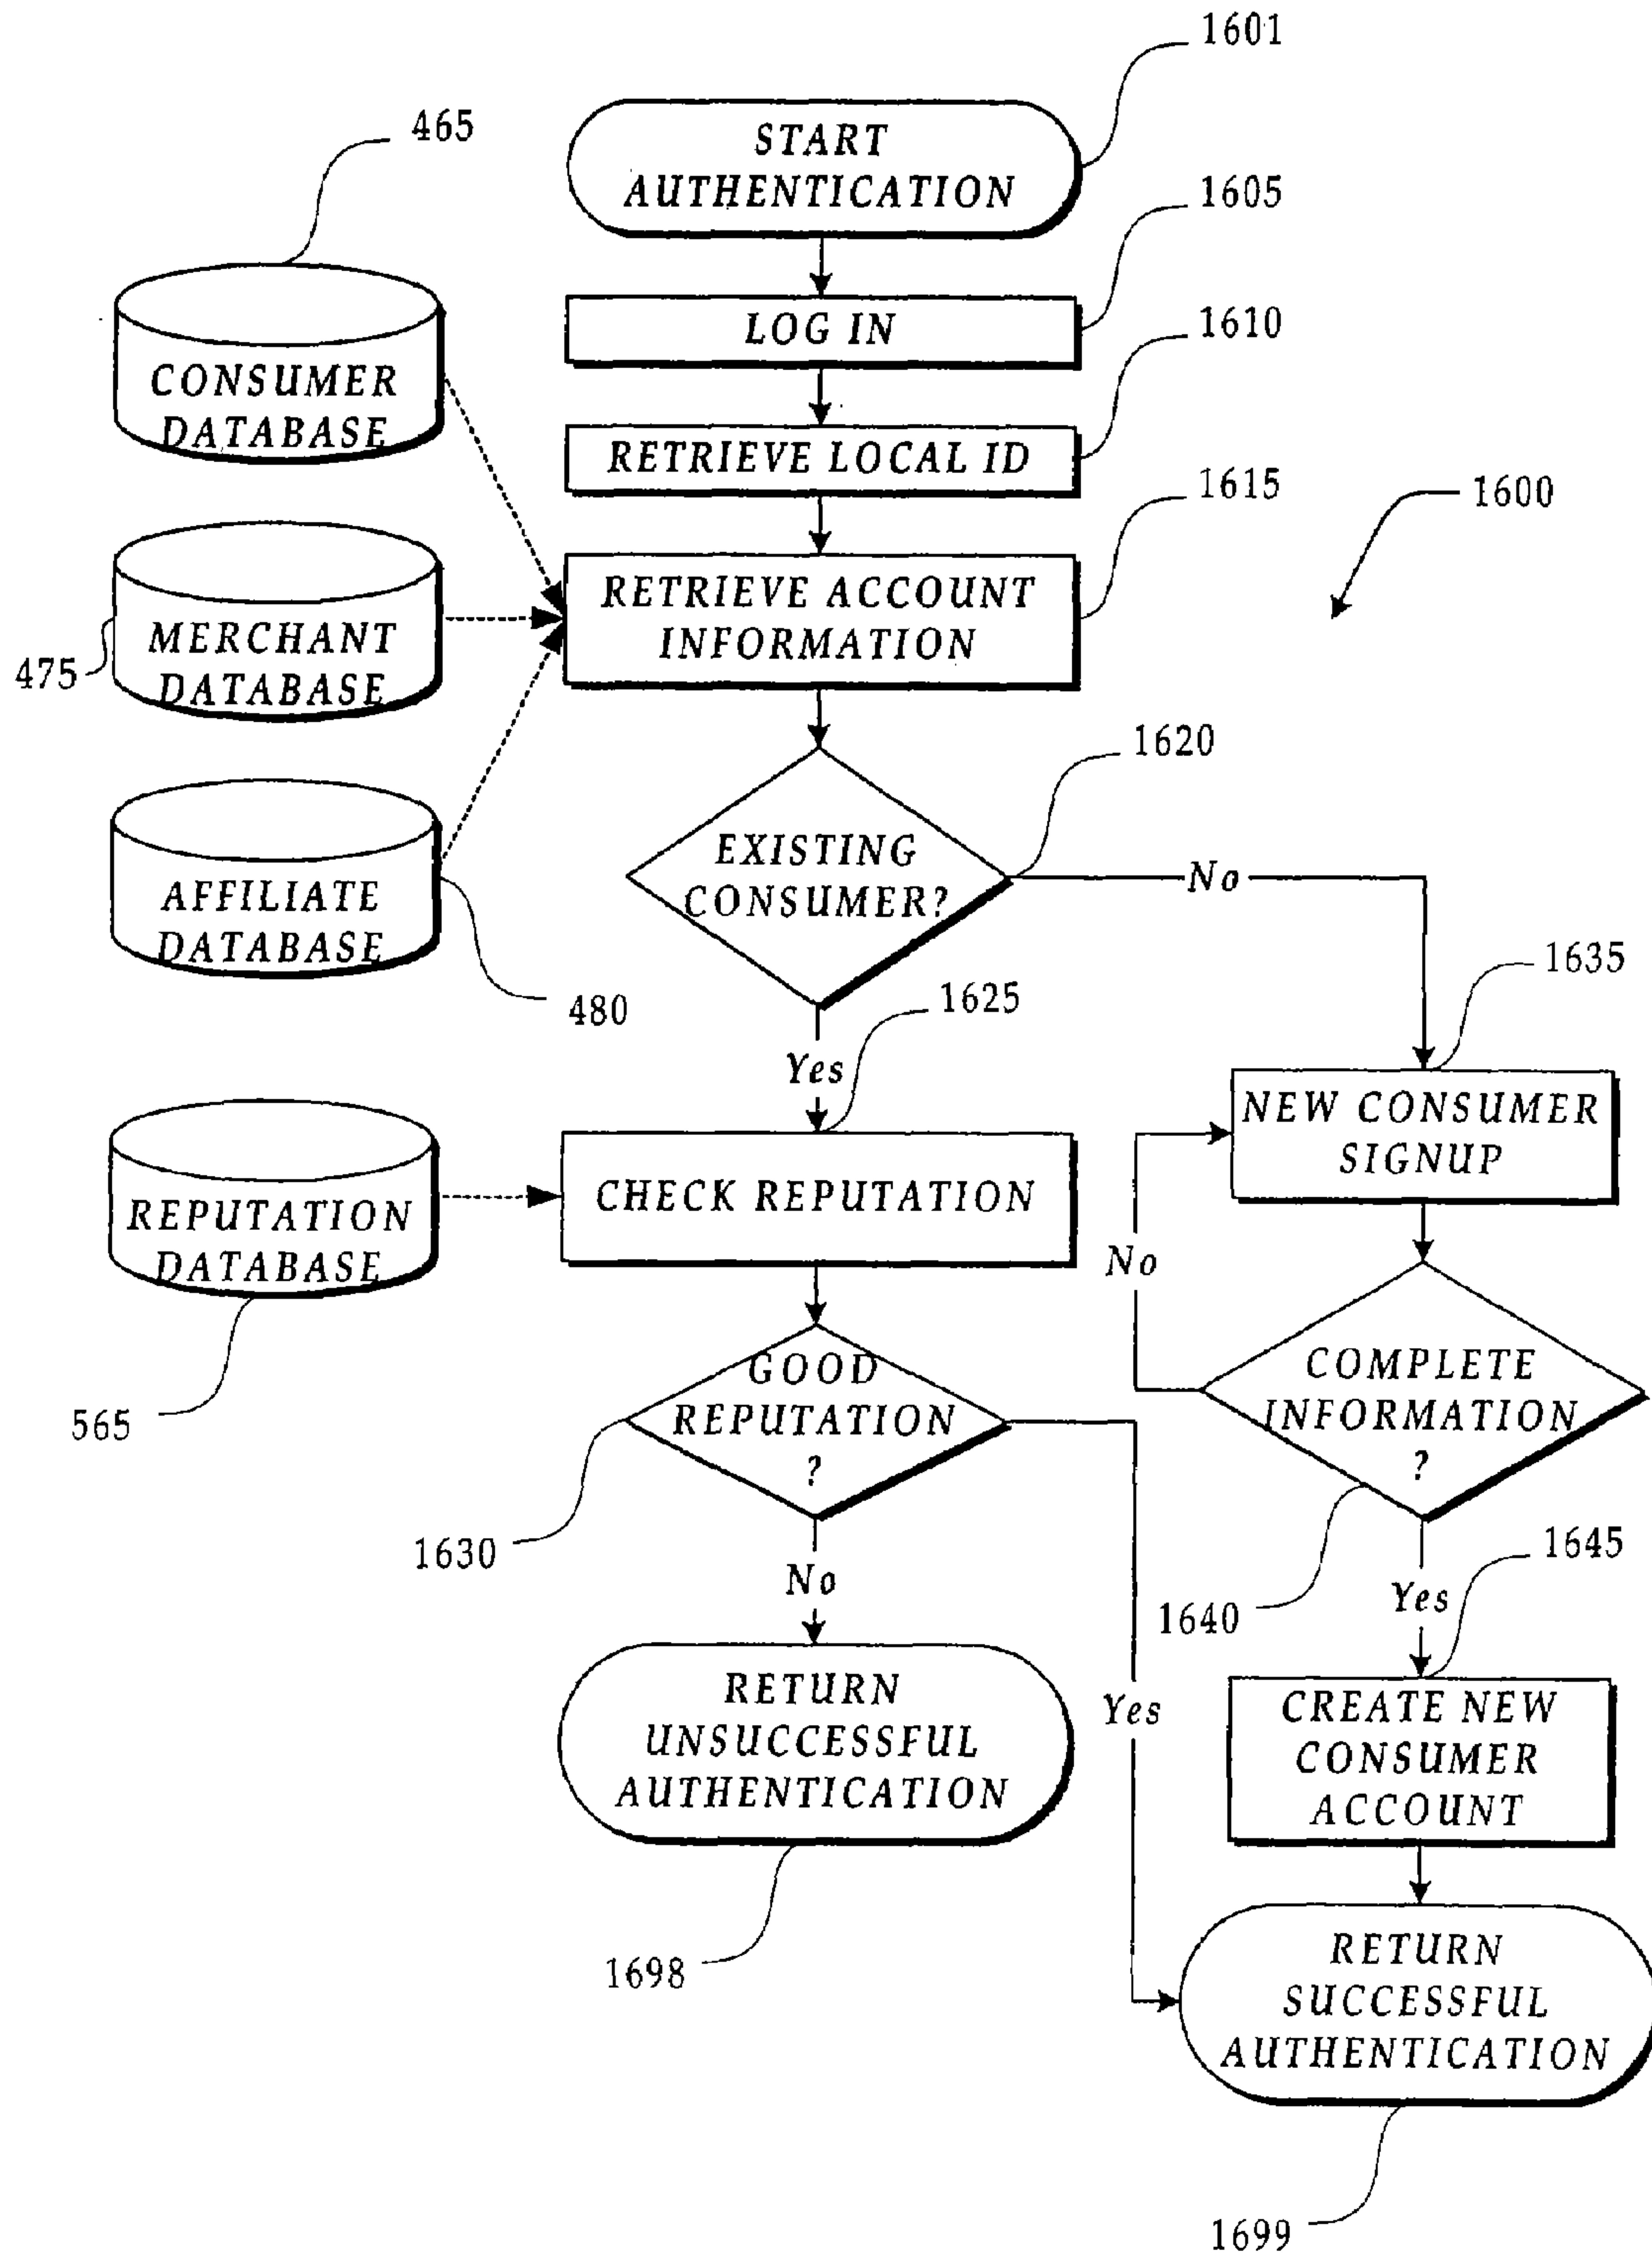 1601
START
AUTHENTICATION
465
1605
LOG IN
1610
CONSUMER
DATABASE
RETRIEVE LOCAL ID
1615
1600
RETRIEVE ACCOUNT
INFORMATION
MERCHANT
DATABASE
475
1620
EXISTING
CONSUMER?
No
AFFILIATE
DATABASE
480
1635
1625
Yes
NEW CONSUMER
SIGNUP
CHECK REPUTATION
REPUTATION
DATABASE
No
565
GOOD
REPUTATION
?
COMPLETE
INFORMATION
?
1630
No
1645
1640
Yes
RETURN
UNSUCCESSFUL
AUTHENTICATION
Yes
CREATE NEW
CONSUMER
ACCOUNT
1698
RETURN
SUCCESSFUL
AUTHENTICATION
1699